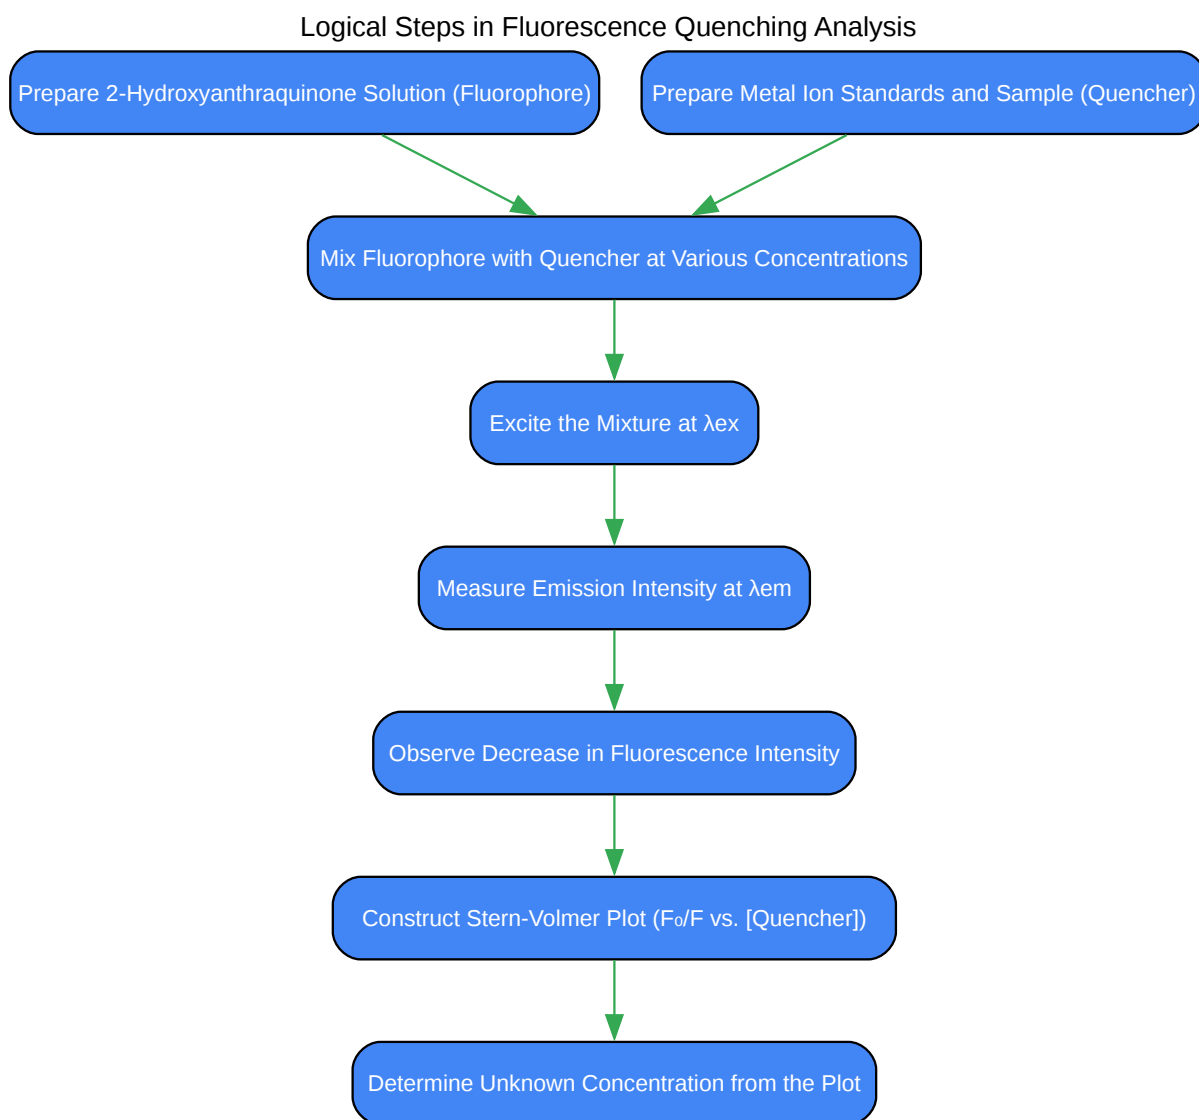 Logical Steps in Fluorescence Quenching Analysis
Prepare 2-Hydroxyanthraquinone Solution (Fluorophore)
Prepare Metal Ion Standards and Sample (Quencher)
Mix Fluorophore with Quencher at Various Concentrations
Excite the Mixture at λex
Measure Emission Intensity at λem
Observe Decrease in Fluorescence Intensity
Construct Stern-Volmer Plot (F₀/F vs. [Quencher])
Determine Unknown Concentration from the Plot